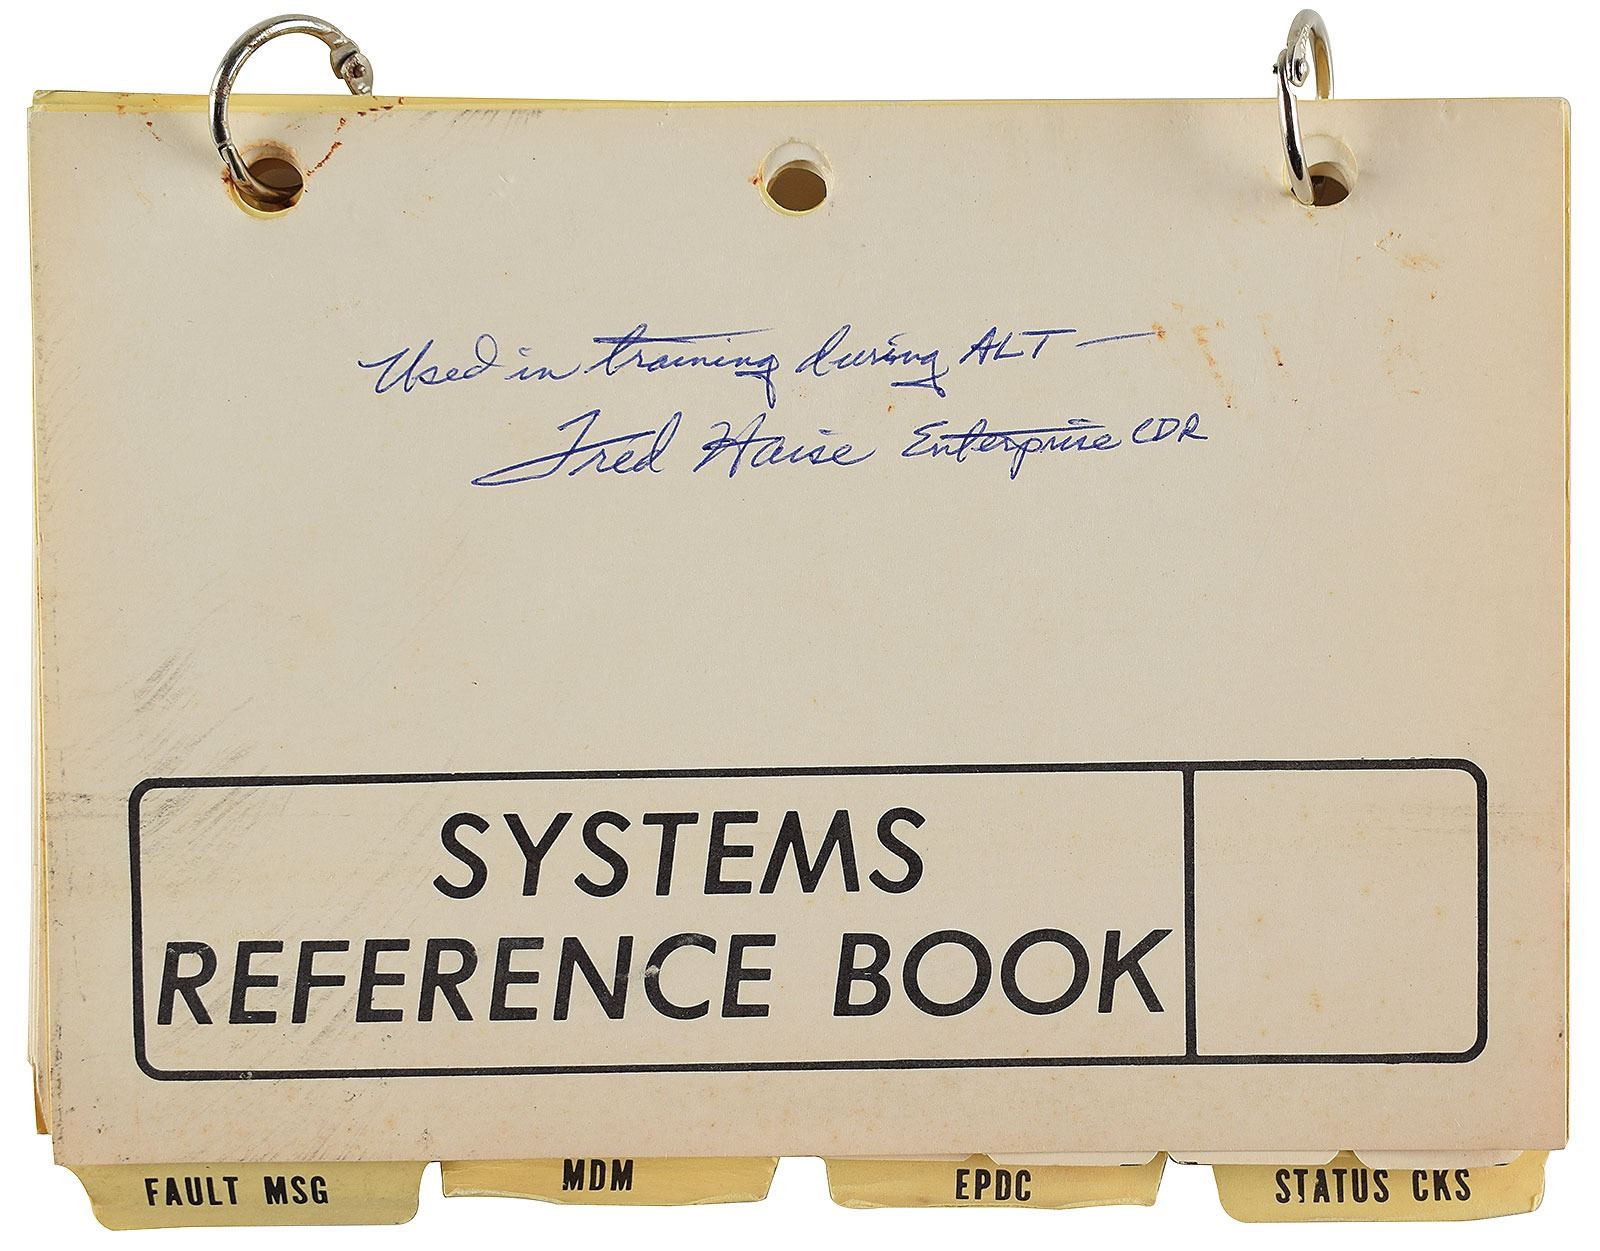 Used in training during ALT —
Fred Haise Enterprise CDR
SYSTEMS
REFERENCE BOOK
FAULT MSG
MDM
EPDC
STATUS CKS